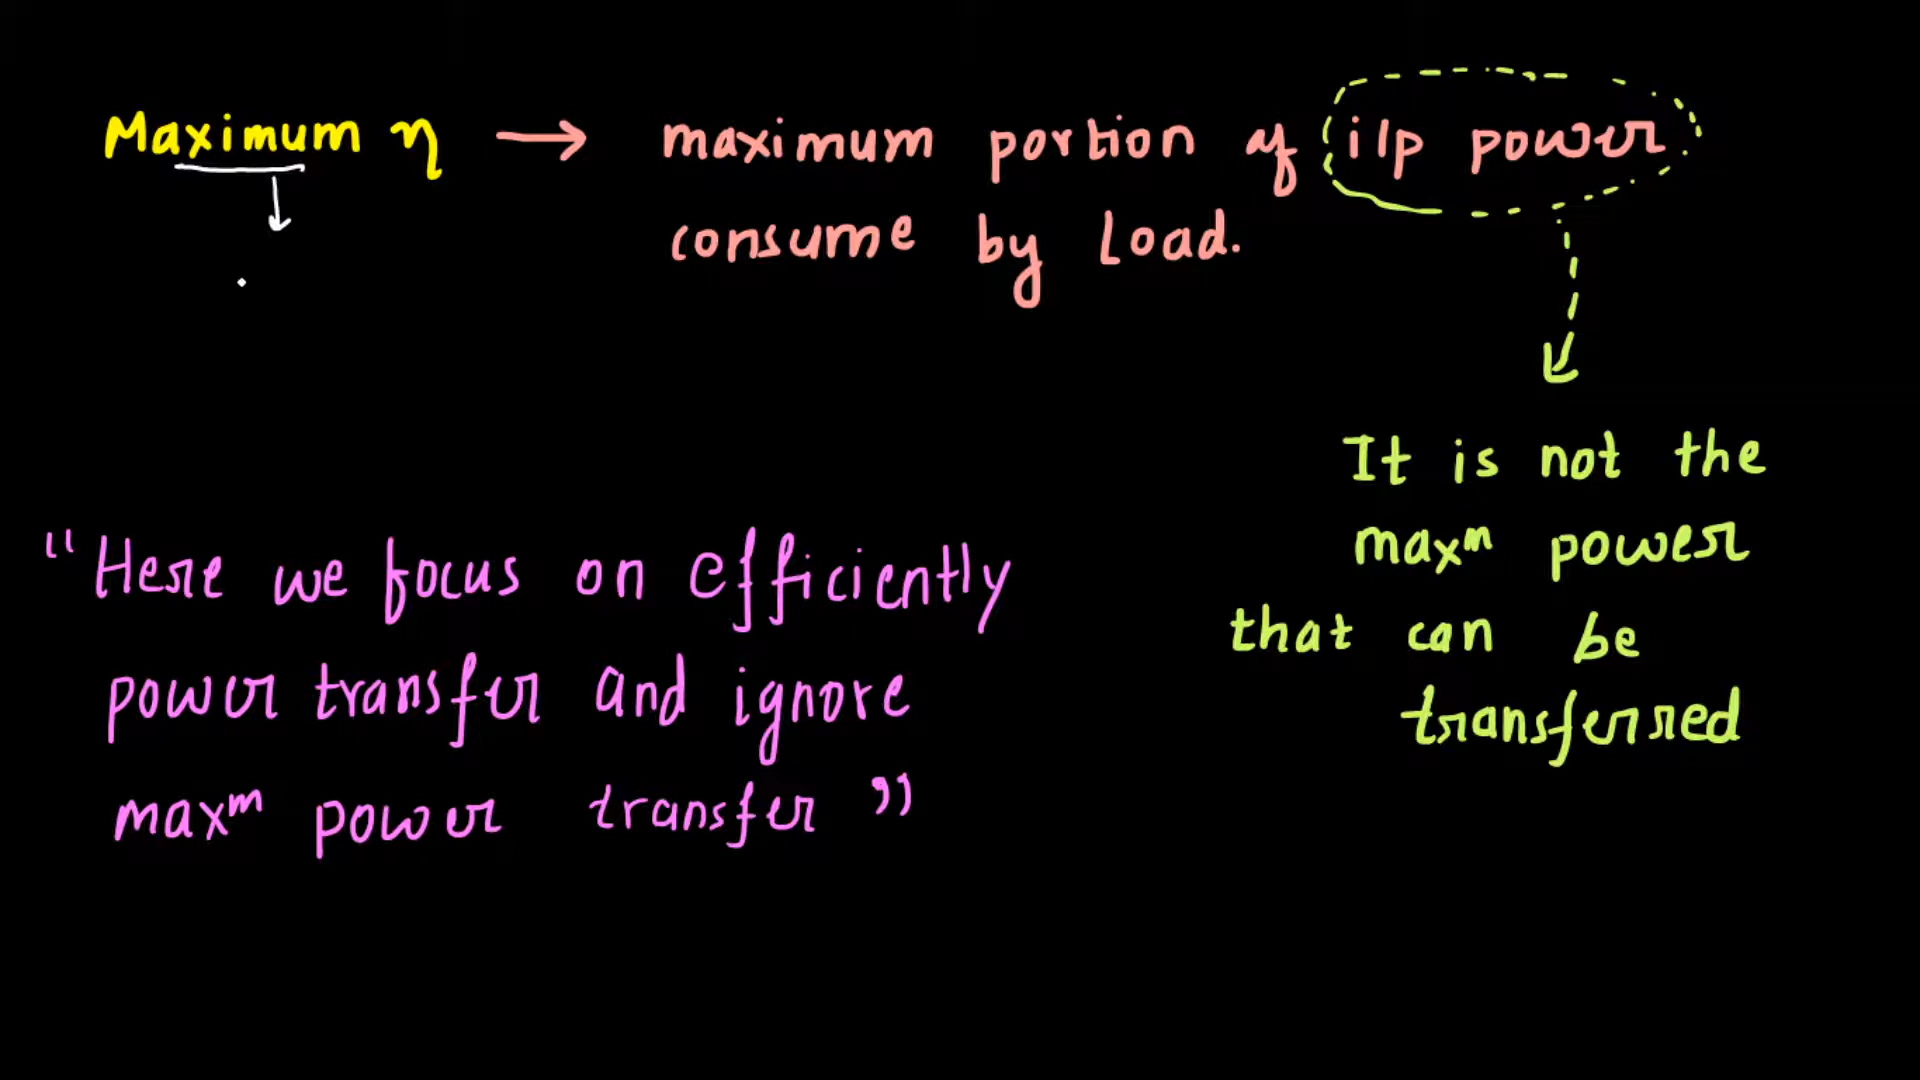 Maximum η → maximum portion of i/p power
consume by Load.
It is not the
maxᵐ power
that can be
transferred
"Here we focus on efficiently
power transfer and ignore
maxᵐ power transfer"